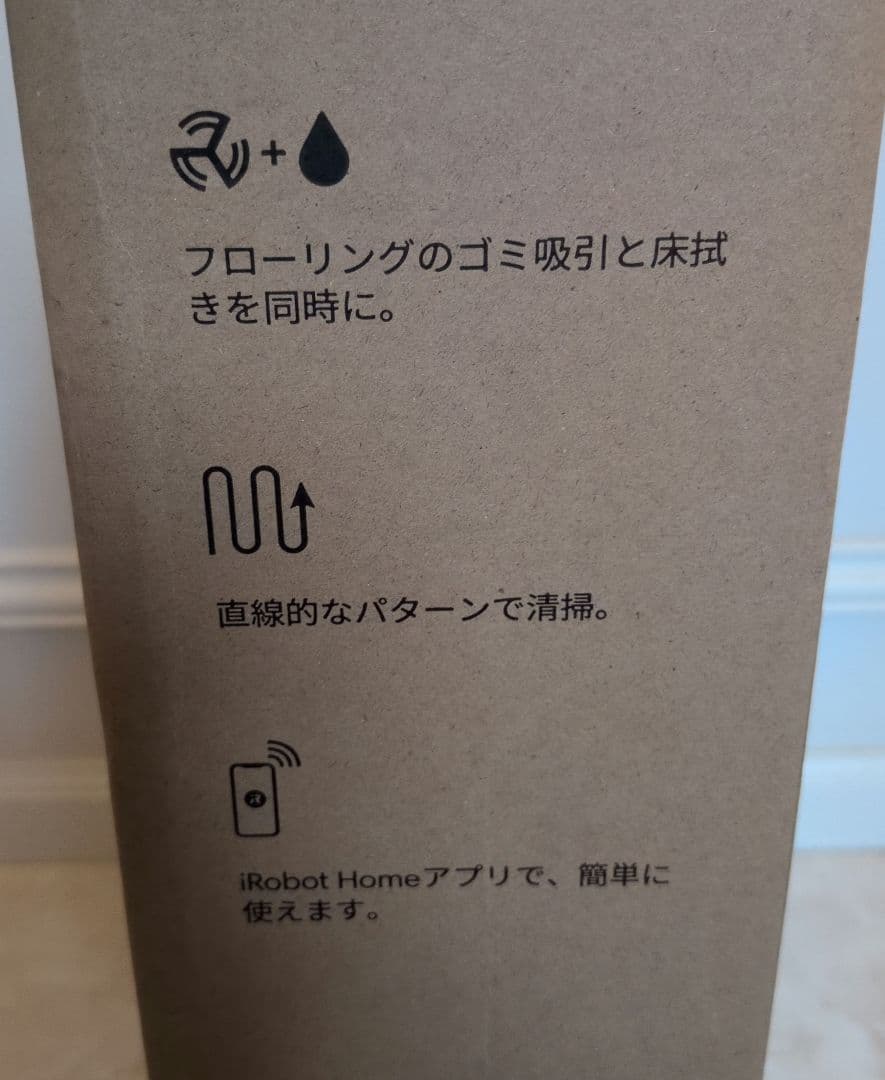 フローリングのゴミ吸引と床拭
きを同時に。
直線的なパターンで清掃。
iRobot Homeアプリで、簡単に
使えます。